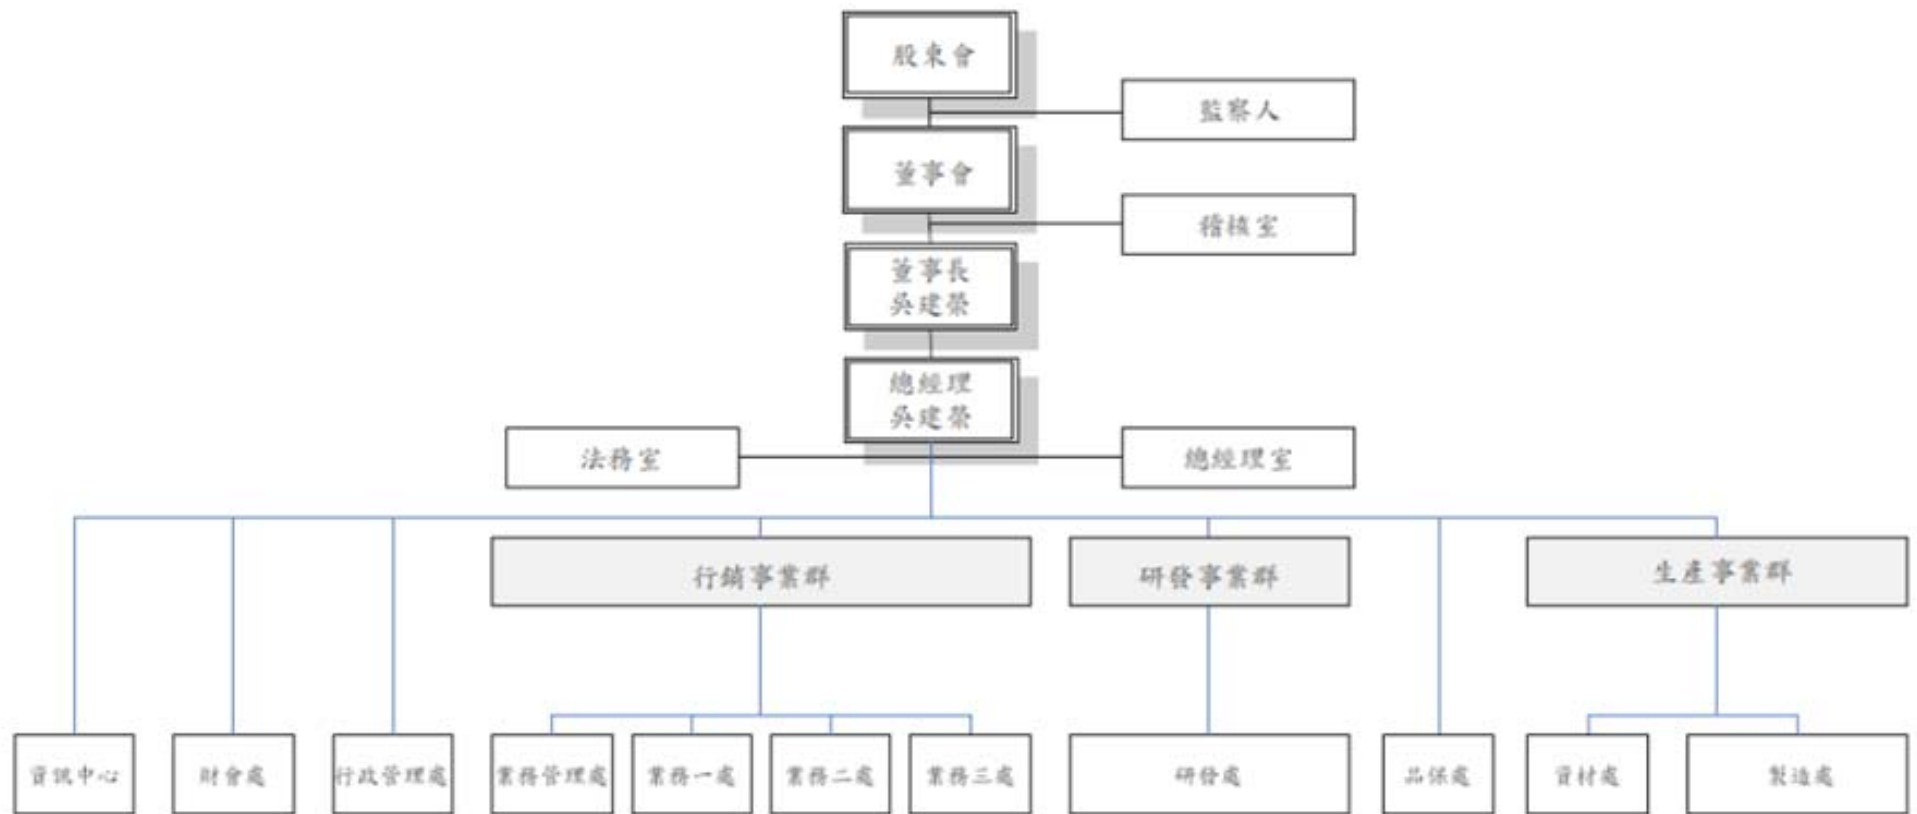 股東會
監察人
董事會
稽核室
董事長
吳建榮
總經理
吳建榮
法務室
總經理室
行銷事業群
研發事業群
生產事業群
資訊中心
財會處
行政管理處
業務管理處
業務一處
業務二處
業務三處
研發處
品保處
資材處
製造處